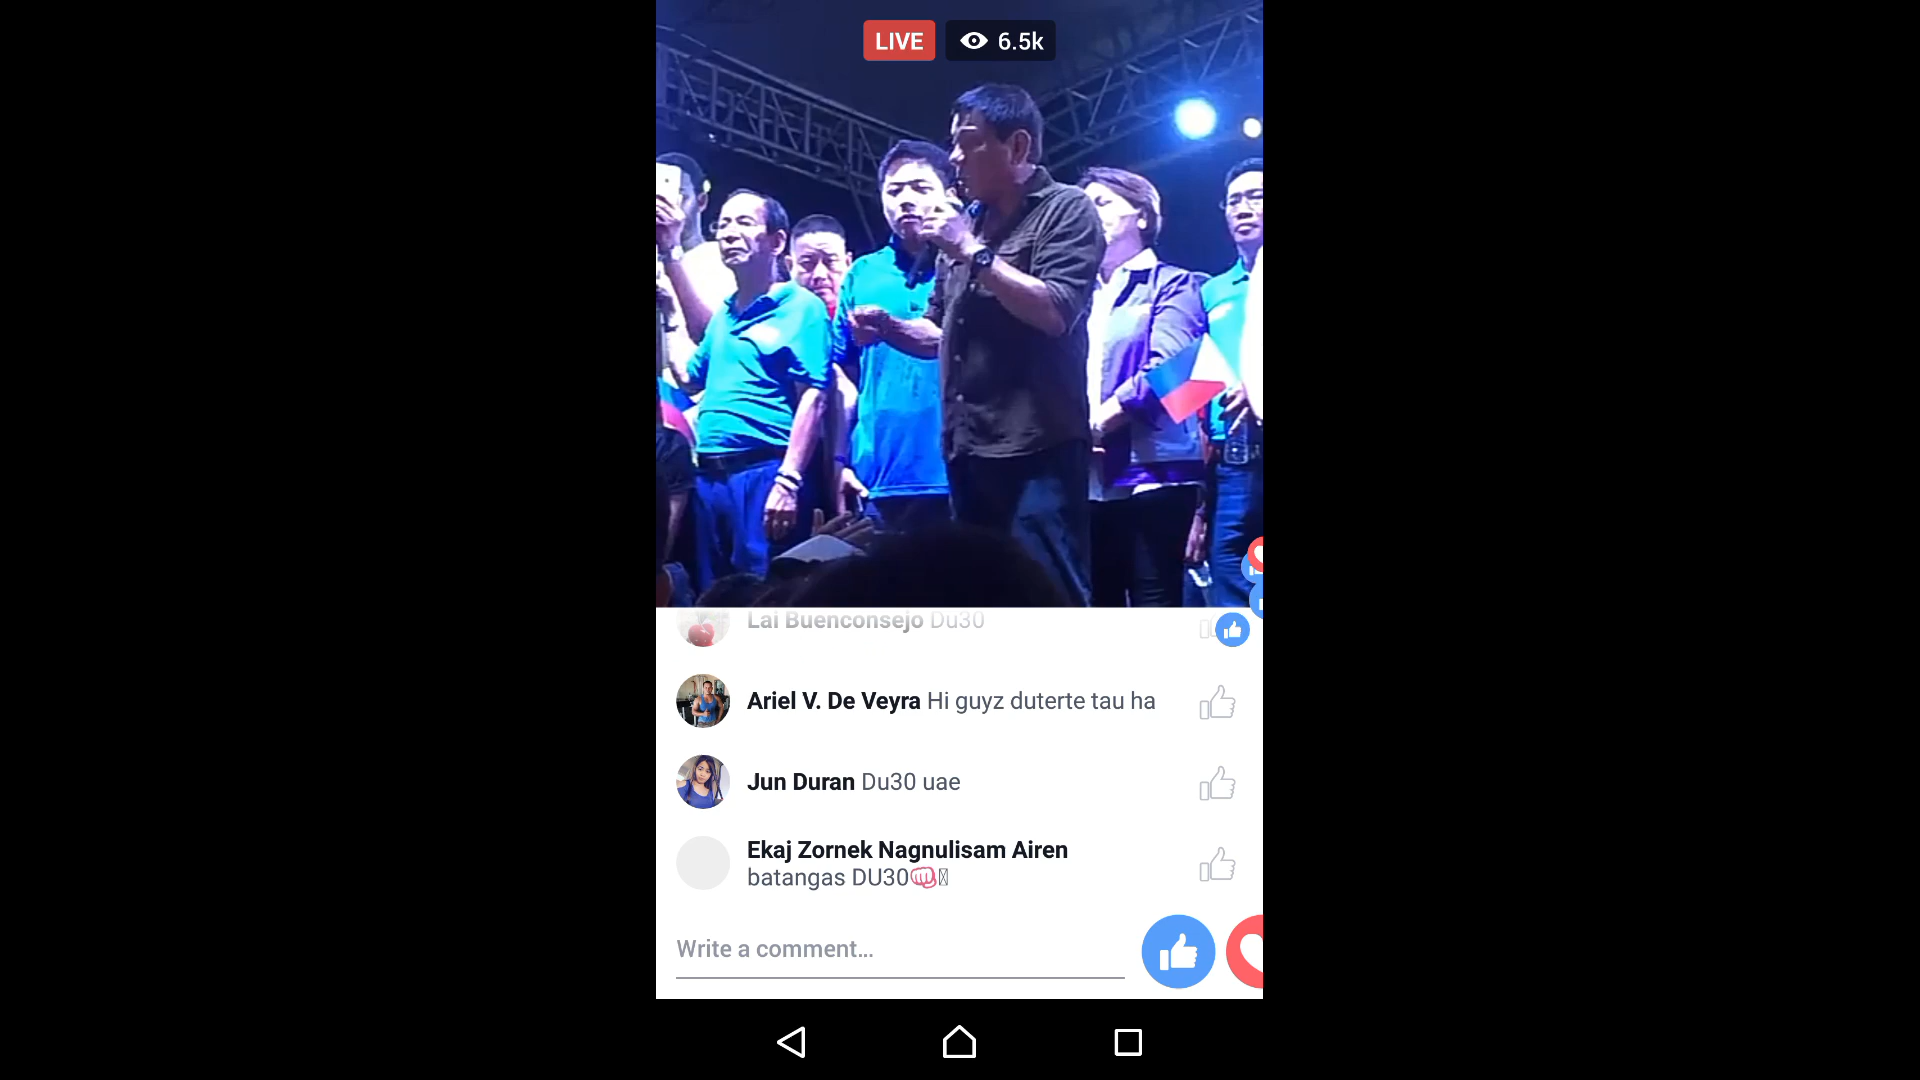 LIVE 6.5k
Lai Buenconsejo Du30
Ariel V. De Veyra Hi guyz duterte tau ha
Jun Duran Du30 uae
Ekaj Zornek Nagnulisam Airen
batangas DU30👊
Write a comment...